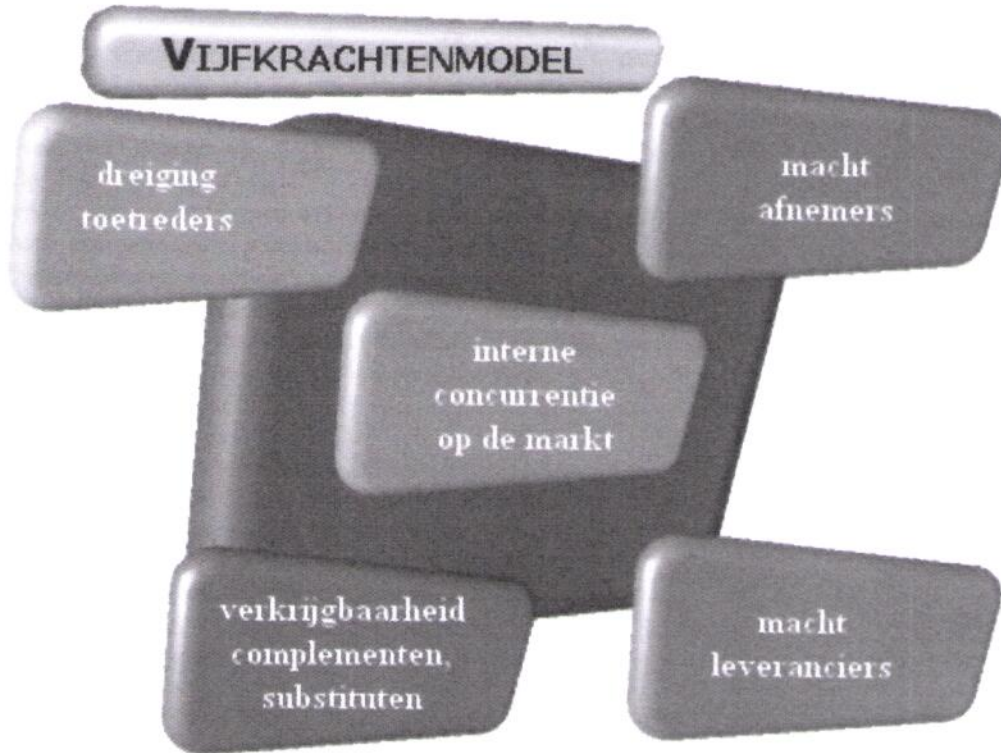 VIJFKRACHTENMODEL
dreiging
toetreders
macht
afnemers
interne
concurrentie
op de markt
verkrijgbaarheid
complementen,
substituten
macht
leveranciers